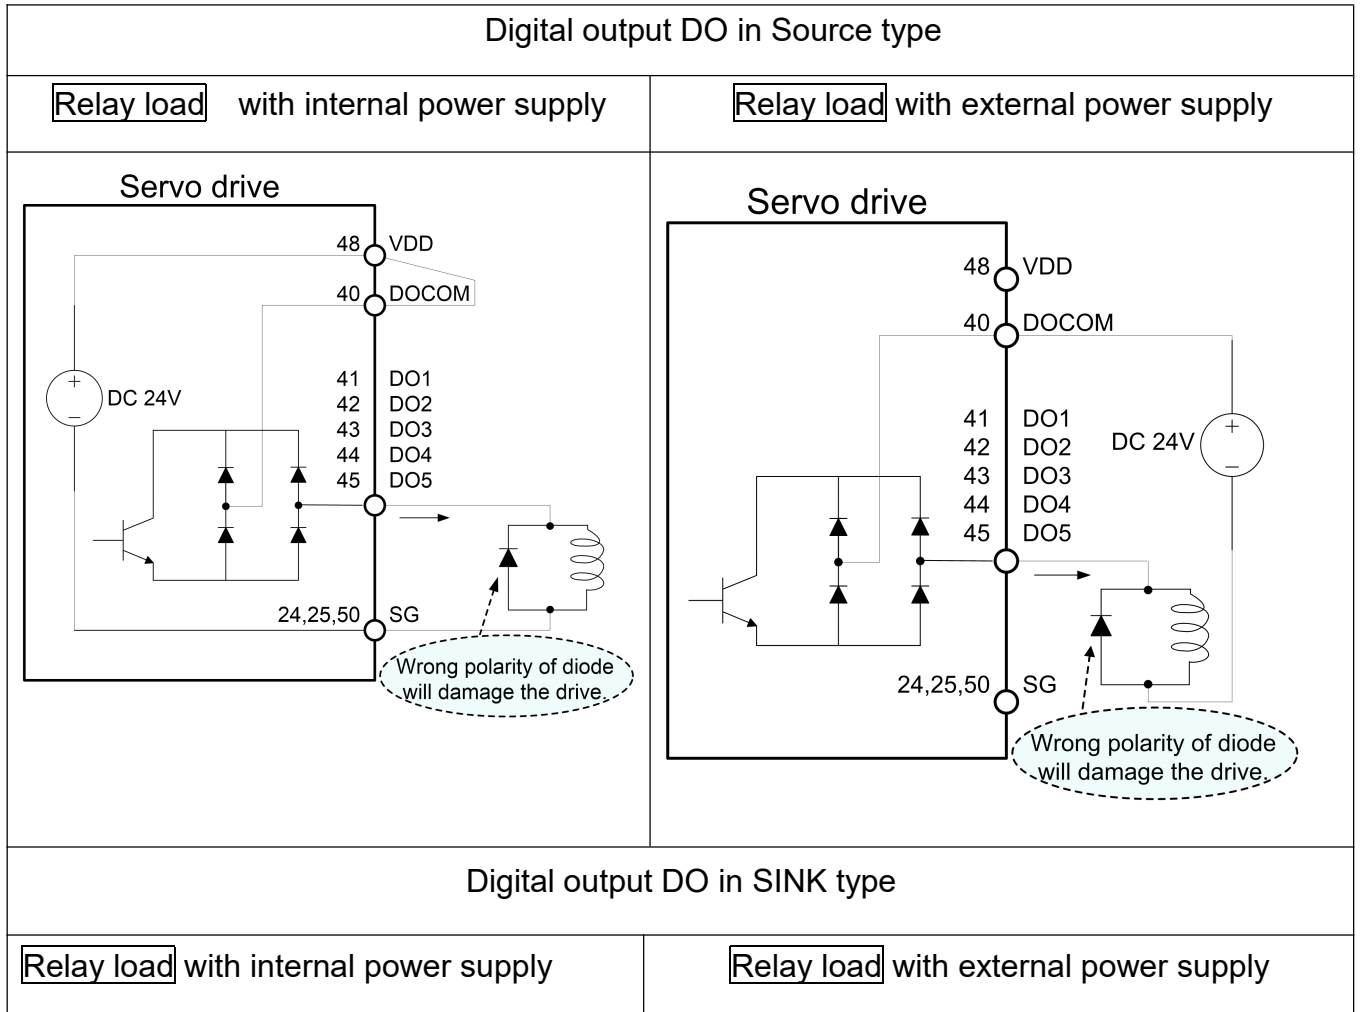 Digital output DO in Source type
Relay load with internal power supply
Relay load with external power supply
Servo drive
48 VDD
40 DOCOM
41 DO1
42 DO2
43 DO3
44 DO4
45 DO5
+
DC 24V
−
24,25,50 SG
Wrong polarity of diode
will damage the drive.
Servo drive
48 VDD
40 DOCOM
41 DO1
42 DO2
43 DO3
44 DO4
45 DO5
+
DC 24V
−
24,25,50 SG
Wrong polarity of diode
will damage the drive.
Digital output DO in SINK type
Relay load with internal power supply
Relay load with external power supply